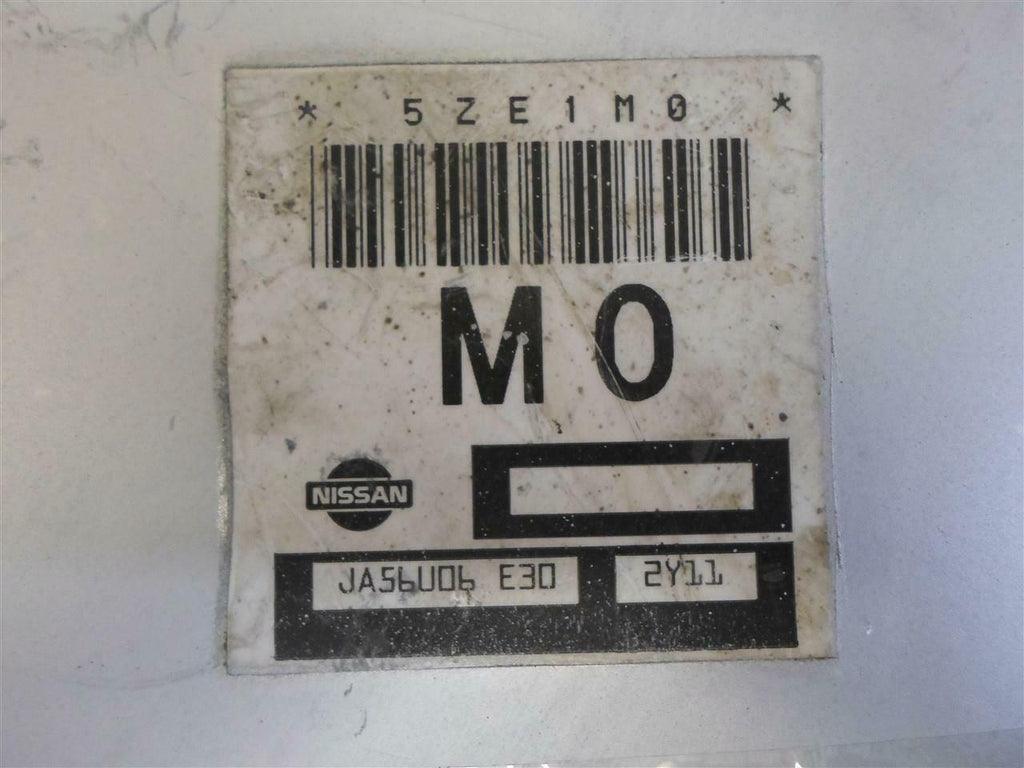 * 5ZE1M0 *
M0
NISSAN
JA56U06 E30 2Y11